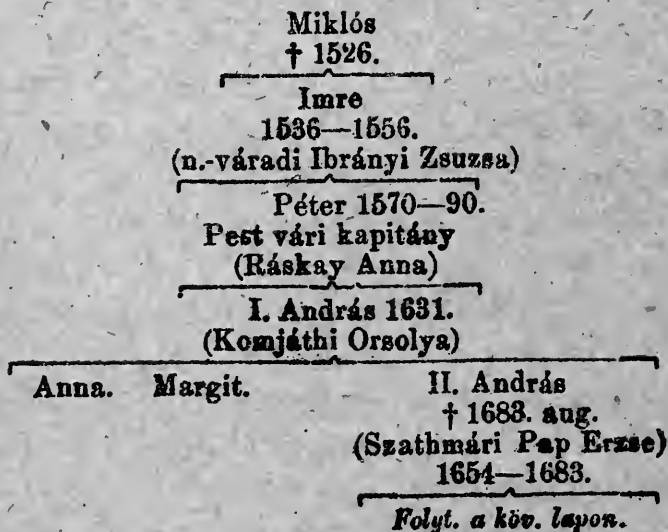 Miklós
† 1526.
Imre
1536—1556.
(n.-váradi Ibrányi Zsuzsa)
Péter 1570—90.
Pest vári kapitány
(Ráskay Anna)
I. András 1631.
(Komjáthi Orsolya)
Anna. Margit. II. András
† 1683. aug.
(Szathmári Pap Erzse)
1654—1683.
Folyt. a köv. lapon.